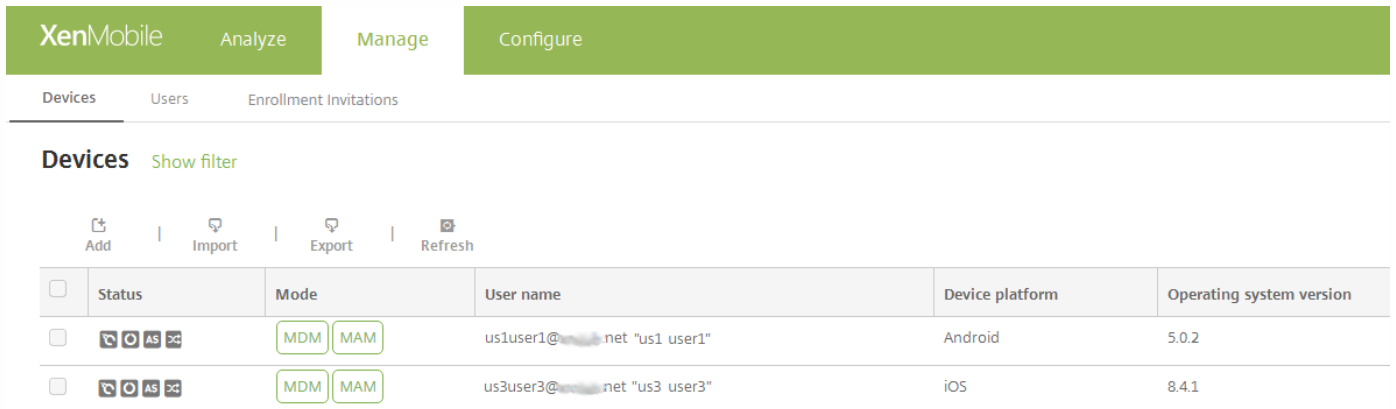 XenMobile Analyze Manage Configure
Devices Users Enrollment Invitations
Devices Show filter
Add | Import | Export | Refresh
Status Mode User name Device platform Operating system version
AS MDM MAM us1user1@ .net "us1 user1" Android 5.0.2
AS MDM MAM us3user3@ net "us3 user3" iOS 8.4.1